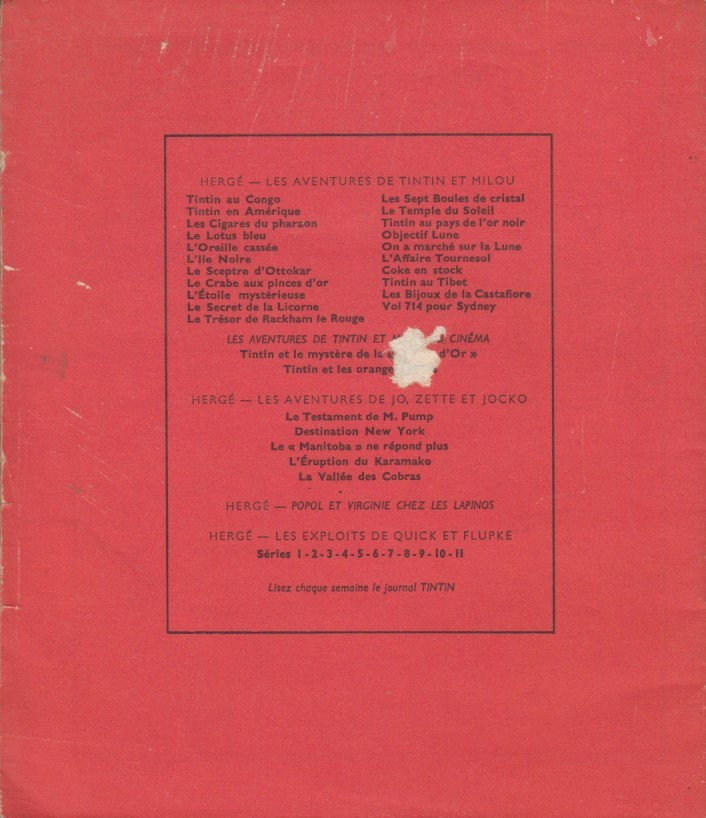 HERGÉ — LES AVENTURES DE TINTIN ET MILOU
Tintin au Congo
Tintin en Amérique
Les Cigares du pharaon
Le Lotus bleu
L'Oreille cassée
L'Ile Noire
Le Sceptre d'Ottokar
Le Crabe aux pinces d'or
L'Étoile mystérieuse
Le Secret de la Licorne
Le Trésor de Rackham le Rouge
Les Sept Boules de cristal
Le Temple du Soleil
Tintin au pays de l'or noir
Objectif Lune
On a marché sur la Lune
L'Affaire Tournesol
Coke en stock
Tintin au Tibet
Les Bijoux de la Castafiore
Vol 714 pour Sydney
LES AVENTURES DE TINTIN ET CINÉMA
Tintin et le mystère de la « d'Or »
Tintin et les
HERGÉ — LES AVENTURES DE JO, ZETTE ET JOCKO
Le Testament de M. Pump
Destination New York
Le « Manitoba » ne répond plus
L'Éruption du Karamako
La Vallée des Cobras
HERGÉ — POPOL ET VIRGINIE CHEZ LES LAPINOS
HERGÉ — LES EXPLOITS DE QUICK ET FLUPKE
Séries 1 - 2 - 3 - 4 - 5 - 6 - 7 - 8 - 9 - 10 - 11
Lisez chaque semaine le journal TINTIN